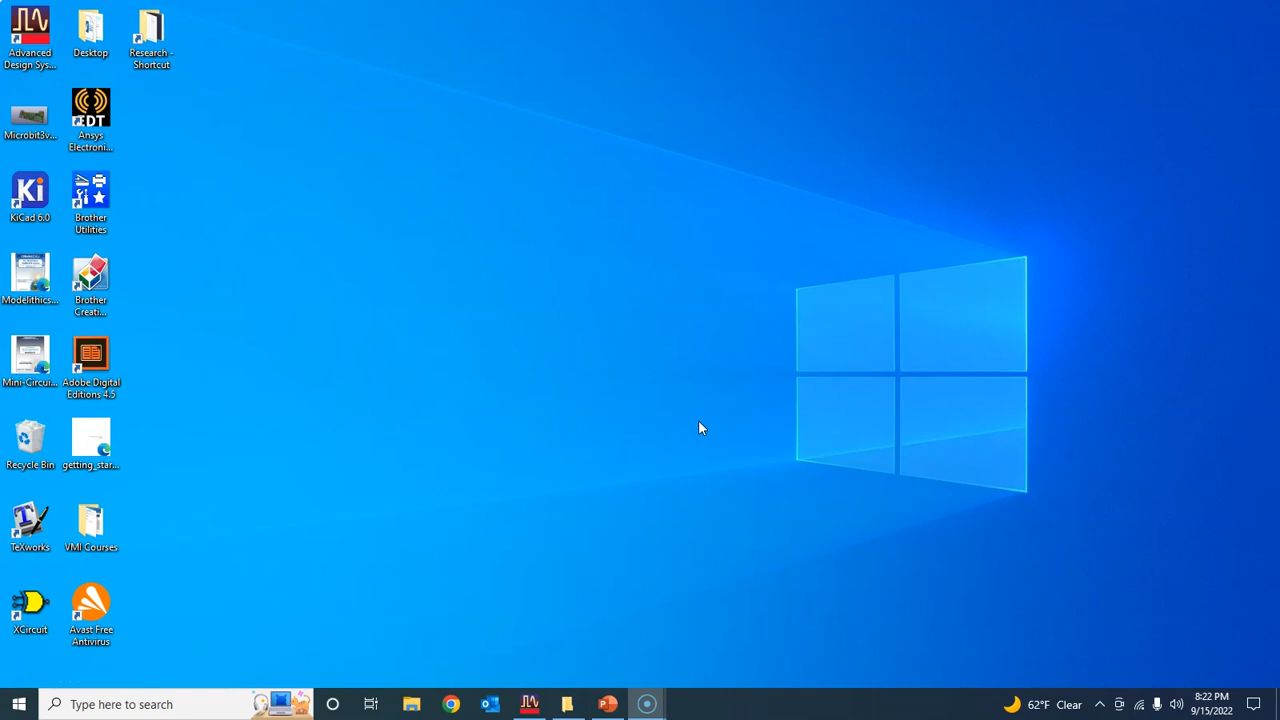 Advanced
Design Sys...
Desktop
Research -
Shortcut
Microbit3v...
EDT
Ansys
Electroni...
Ki
KiCad 6.0
Brother
Utilities
Modelithics...
Brother
Creati...
Mini-Circui...
Adobe Digital
Editions 4.5
Recycle Bin
getting_star...
TeXworks
VMI Courses
XCircuit
Avast Free
Antivirus
Type here to search
62°F Clear
8:22 PM
9/15/2022